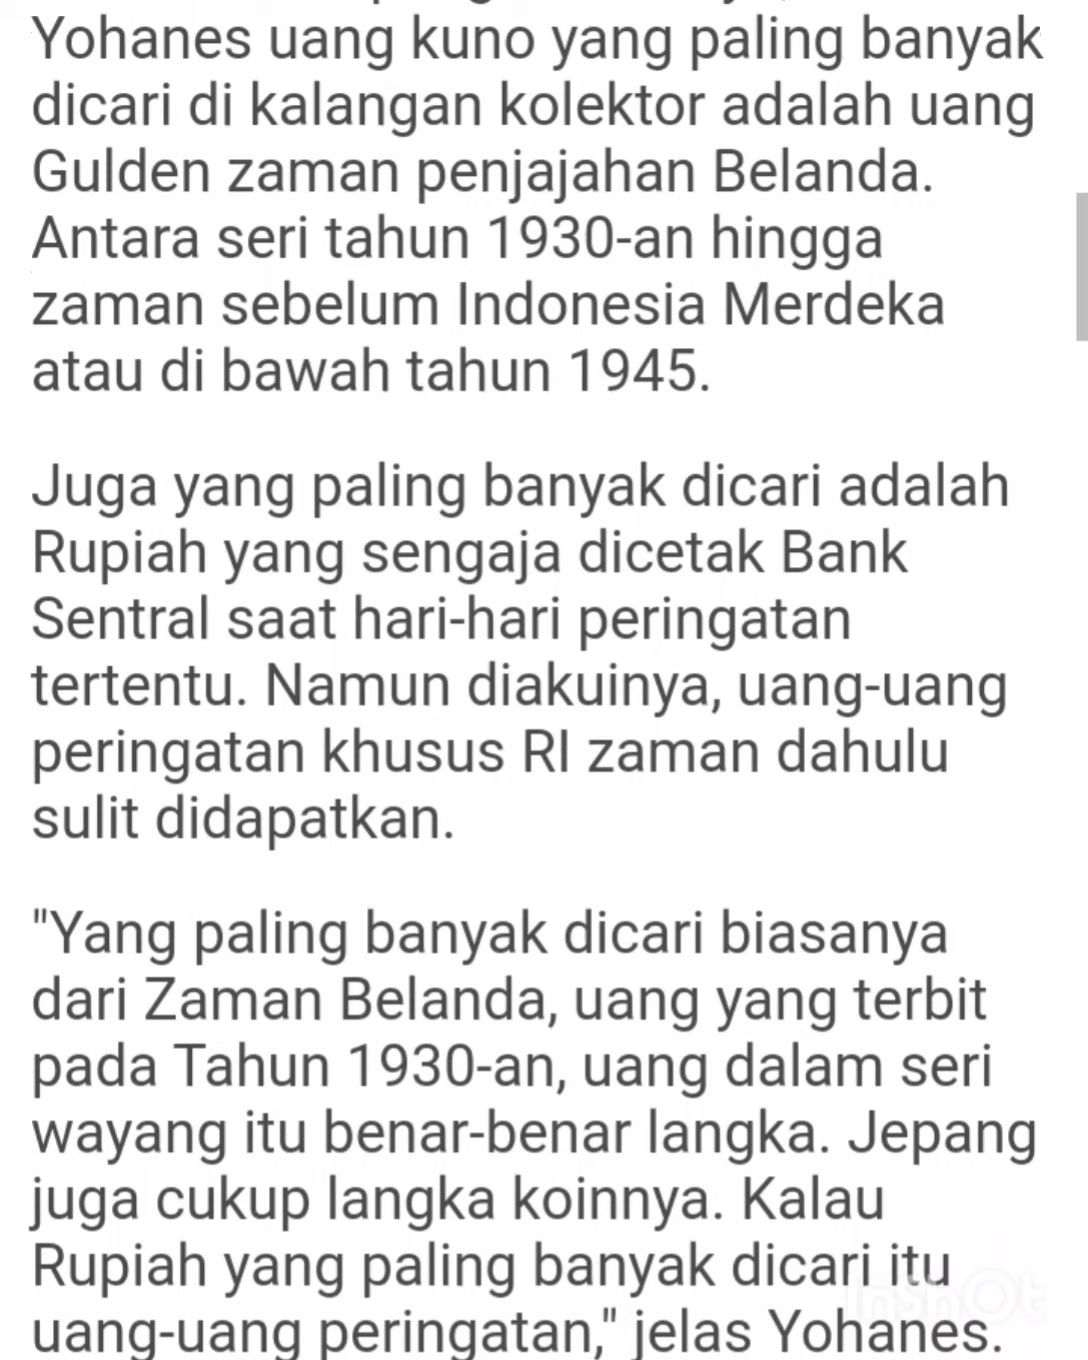 Yohanes uang kuno yang paling banyak
dicari di kalangan kolektor adalah uang
Gulden zaman penjajahan Belanda.
Antara seri tahun 1930-an hingga
zaman sebelum Indonesia Merdeka
atau di bawah tahun 1945.
Juga yang paling banyak dicari adalah
Rupiah yang sengaja dicetak Bank
Sentral saat hari-hari peringatan
tertentu. Namun diakuinya, uang-uang
peringatan khusus RI zaman dahulu
sulit didapatkan.
"Yang paling banyak dicari biasanya
dari Zaman Belanda, uang yang terbit
pada Tahun 1930-an, uang dalam seri
wayang itu benar-benar langka. Jepang
juga cukup langka koinnya. Kalau
Rupiah yang paling banyak dicari itu
uang-uang peringatan," jelas Yohanes.
InShOt